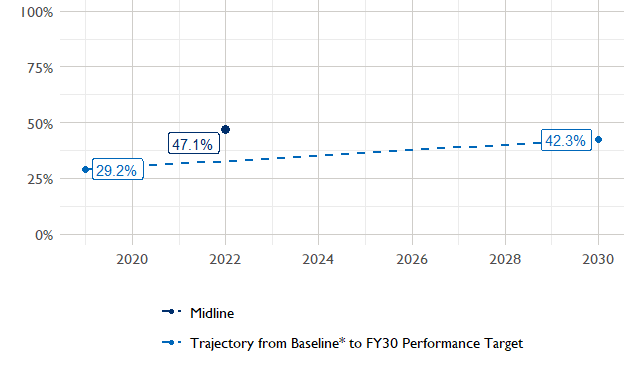 100%
75%
50%
47.1%
42.3%
29.2%
25%
0%
2020 2022 2024 2026 2028 2030
Midline
Trajectory from Baseline* to FY30 Performance Target